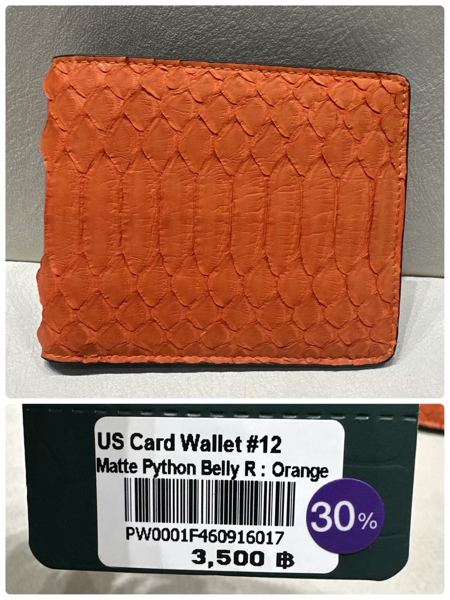 US Card Wallet #12
Matte Python Belly R : Orange
PW0001F460916017
3,500 ฿
30%